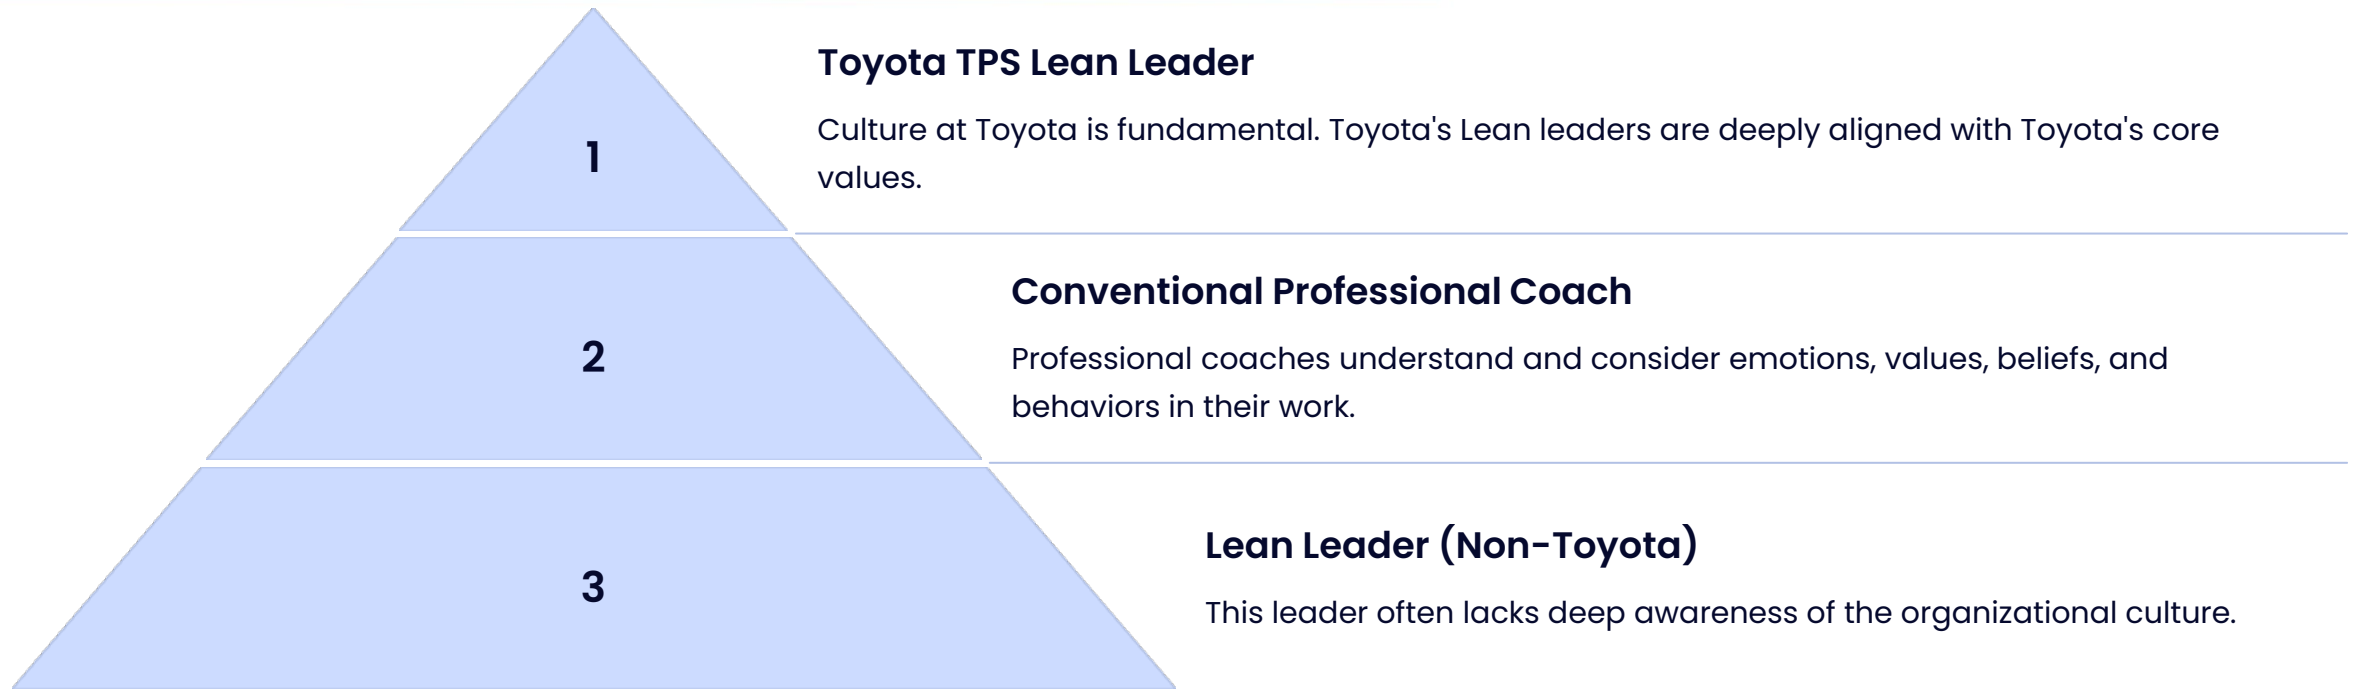 Toyota TPS Lean Leader
Culture at Toyota is fundamental. Toyota's Lean leaders are deeply aligned with Toyota's core
values.
1
Conventional Professional Coach
Professional coaches understand and consider emotions, values, beliefs, and
behaviors in their work.
2
Lean Leader (Non-Toyota)
This leader often lacks deep awareness of the organizational culture.
3